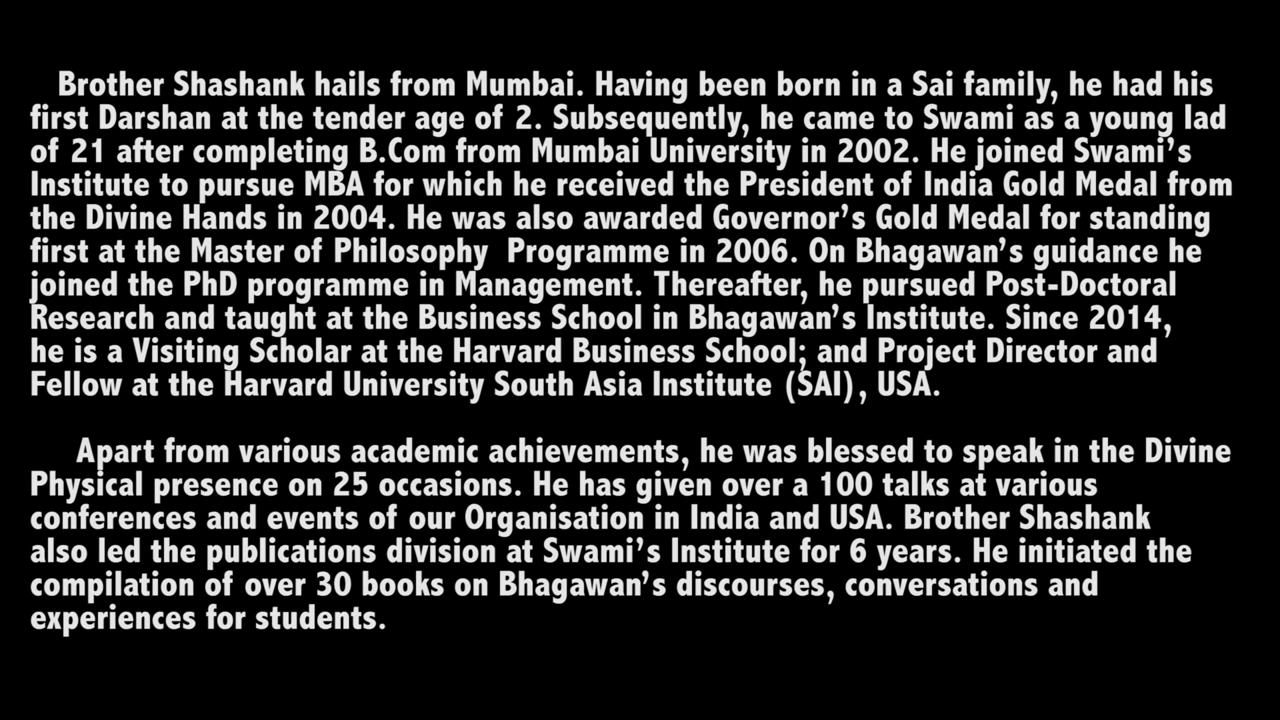 Brother Shashank hails from Mumbai. Having been born in a Sai family, he had his
first Darshan at the tender age of 2. Subsequently, he came to Swami as a young lad
of 21 after completing B.Com from Mumbai University in 2002. He joined Swami's
Institute to pursue MBA for which he received the President of India Gold Medal from
the Divine Hands in 2004. He was also awarded Governor's Gold Medal for standing
first at the Master of Philosophy  Programme in 2006. On Bhagawan's guidance he
joined the PhD programme in Management. Thereafter, he pursued Post-Doctoral
Research and taught at the Business School in Bhagawan's Institute. Since 2014,
he is a Visiting Scholar at the Harvard Business School; and Project Director and
Fellow at the Harvard University South Asia Institute (SAI), USA.
Apart from various academic achievements, he was blessed to speak in the Divine
Physical presence on 25 occasions. He has given over a 100 talks at various
conferences and events of our Organisation in India and USA. Brother Shashank
also led the publications division at Swami's Institute for 6 years. He initiated the
compilation of over 30 books on Bhagawan's discourses, conversations and
experiences for students.